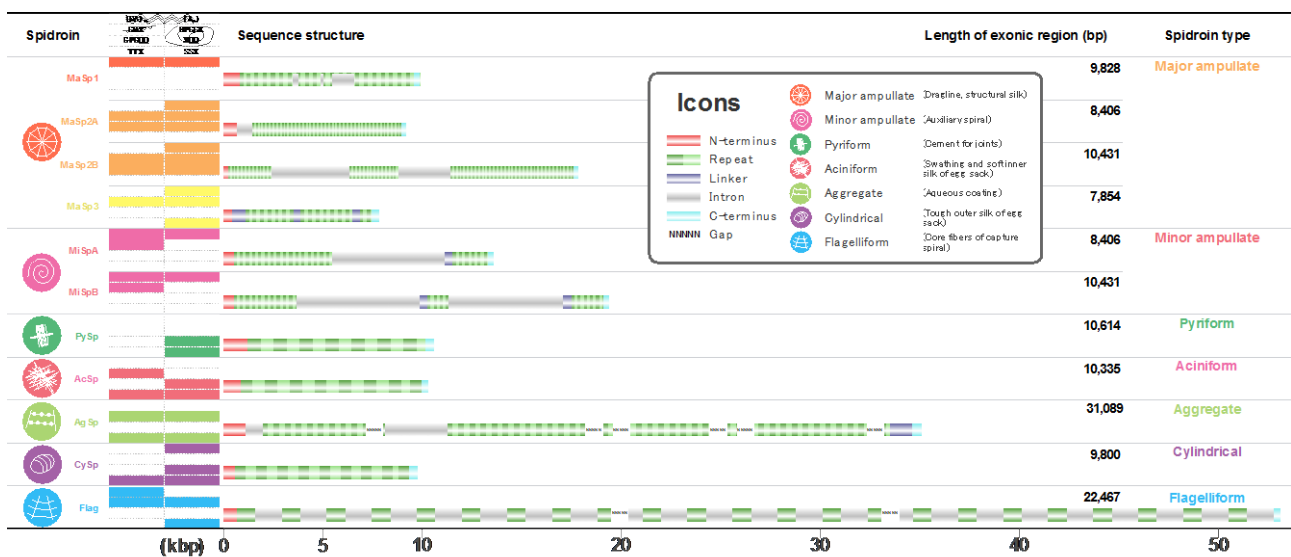 Spidroin
Sequence structure
Length of exonic region (bp)
Spidroin type
GPGQQ
TTX
SSX
MaSp1
9,828
Major ampullate
MaSp2A
8,406
MaSp2B
10,431
MaSp3
7,854
MiSpA
8,406
Minor ampullate
MiSpB
10,431
PySp
10,614
Pyriform
AcSp
10,335
Aciniform
AgSp
31,089
Aggregate
CySp
9,800
Cylindrical
Flag
22,467
Flagelliform
Icons
N-terminus
Repeat
Linker
Intron
C-terminus
NNNNN Gap
Major ampullate (Dragline, structural silk)
Minor ampullate (Auxiliary spiral)
Pyriform (Cement for joints)
Aciniform (Swathing and softinner
silk of egg sack)
Aggregate (Aqueous coating)
Cylindrical (Tough outer silk of egg
sack)
Flagelliform (Core fibers of capture
spiral)
(kbp) 0 5 10 20 30 40 50